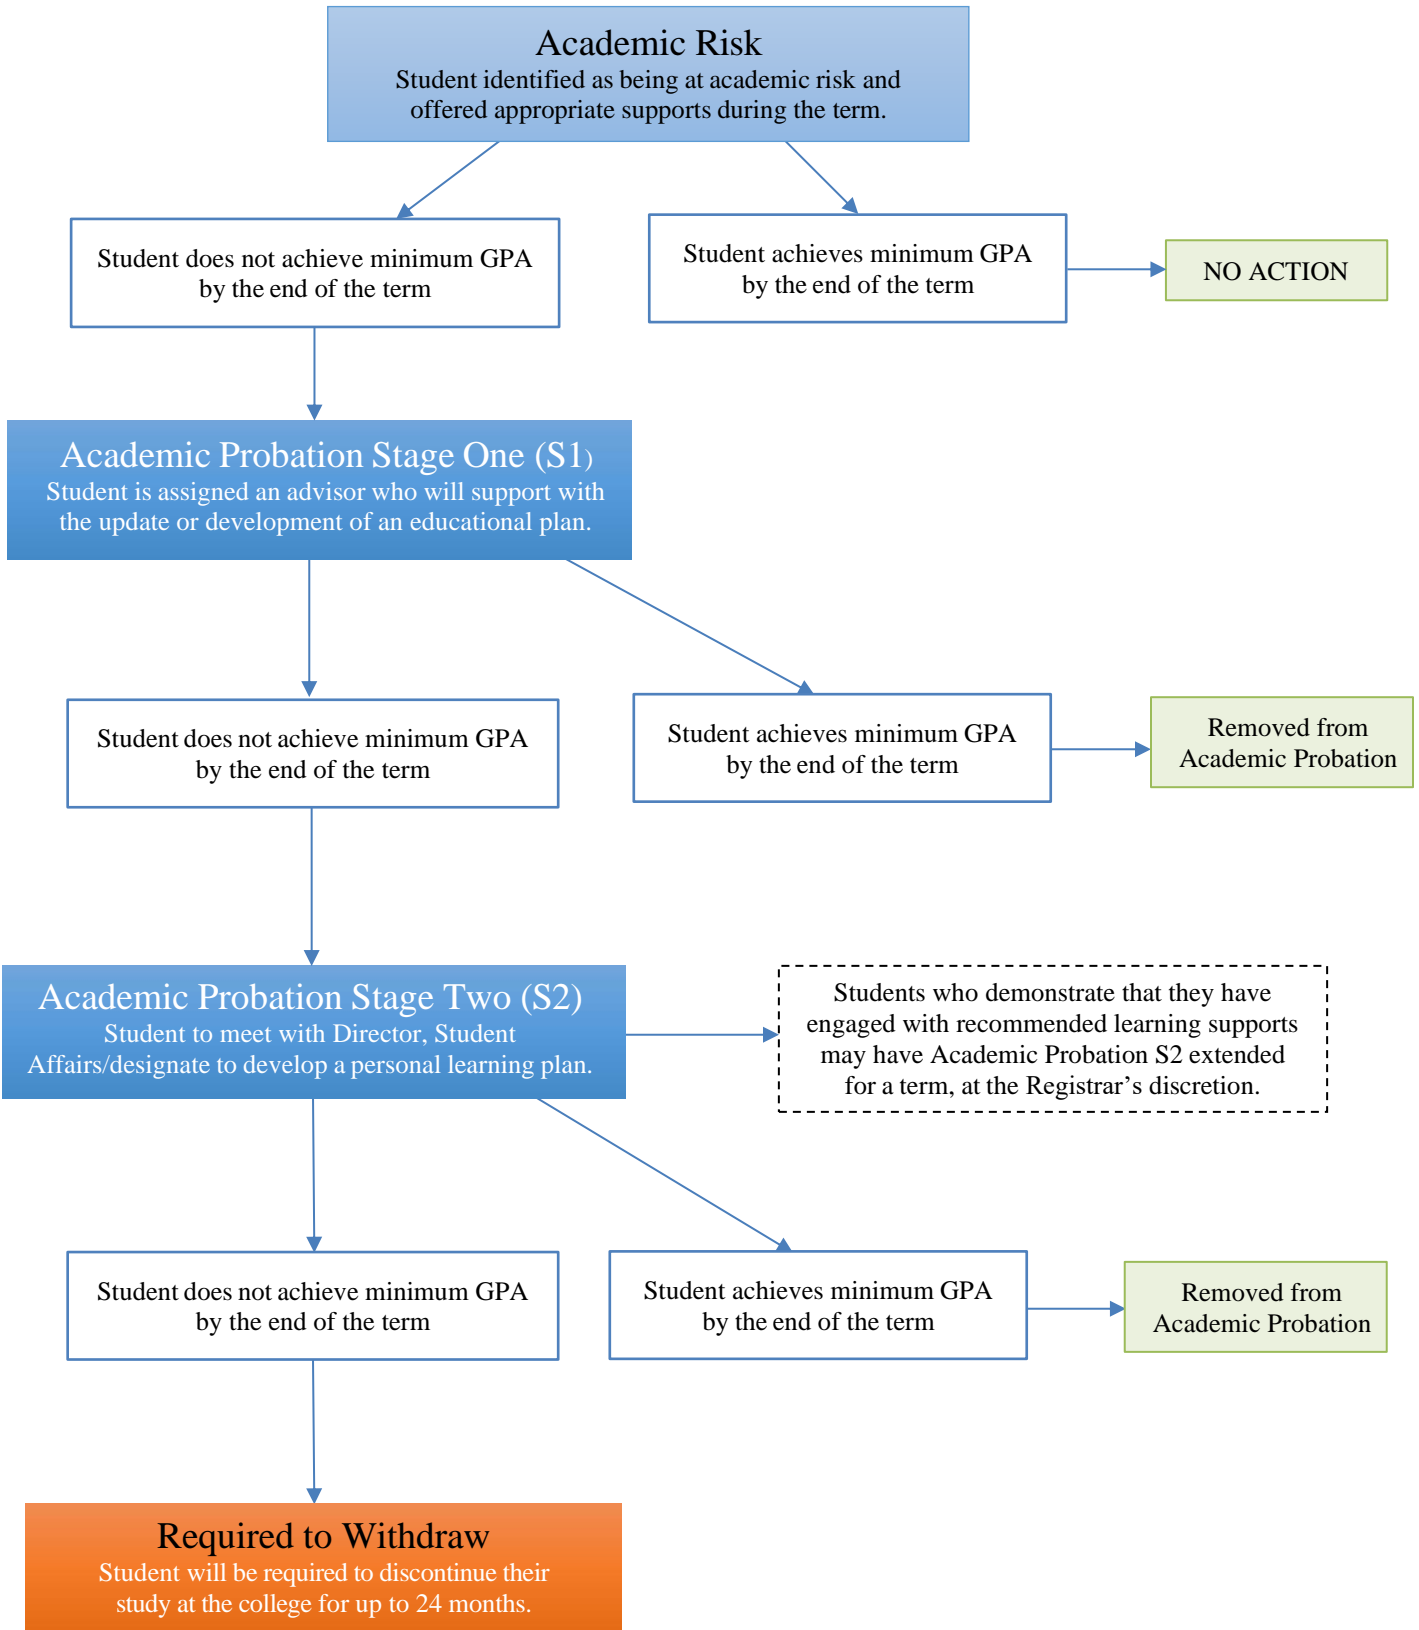 Academic Risk
Student identified as being at academic risk and
offered appropriate supports during the term.
Student does not achieve minimum GPA
by the end of the term
Student achieves minimum GPA
by the end of the term
NO ACTION
Academic Probation Stage One (S1)
Student is assigned an advisor who will support with
the update or development of an educational plan.
Student does not achieve minimum GPA
by the end of the term
Student achieves minimum GPA
by the end of the term
Removed from
Academic Probation
Academic Probation Stage Two (S2)
Student to meet with Director, Student
Affairs/designate to develop a personal learning plan.
Students who demonstrate that they have
engaged with recommended learning supports
may have Academic Probation S2 extended
for a term, at the Registrar’s discretion.
Student does not achieve minimum GPA
by the end of the term
Student achieves minimum GPA
by the end of the term
Removed from
Academic Probation
Required to Withdraw
Student will be required to discontinue their
study at the college for up to 24 months.